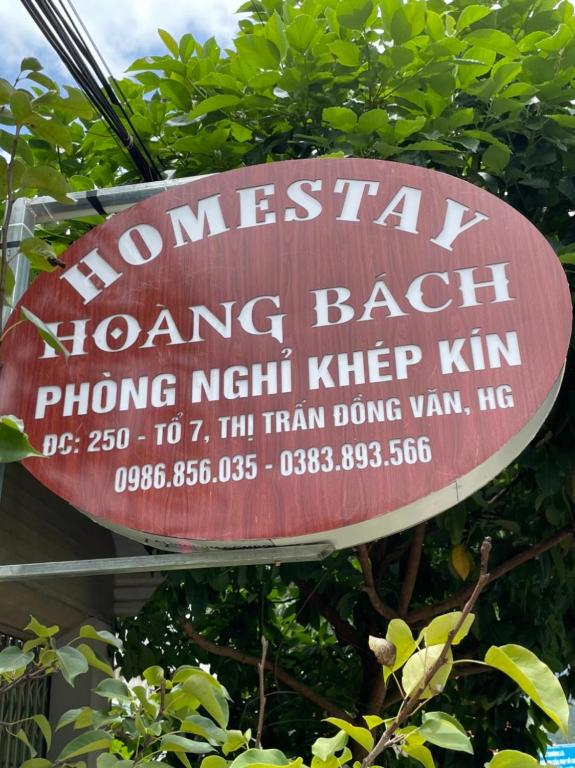 HOMESTAY
HOÀNG BÁCH
PHÒNG NGHỈ KHÉP KÍN
ĐC: 250 - TỔ 7, THỊ TRẤN ĐỒNG VĂN, HG
0986.856.035 - 0383.893.566